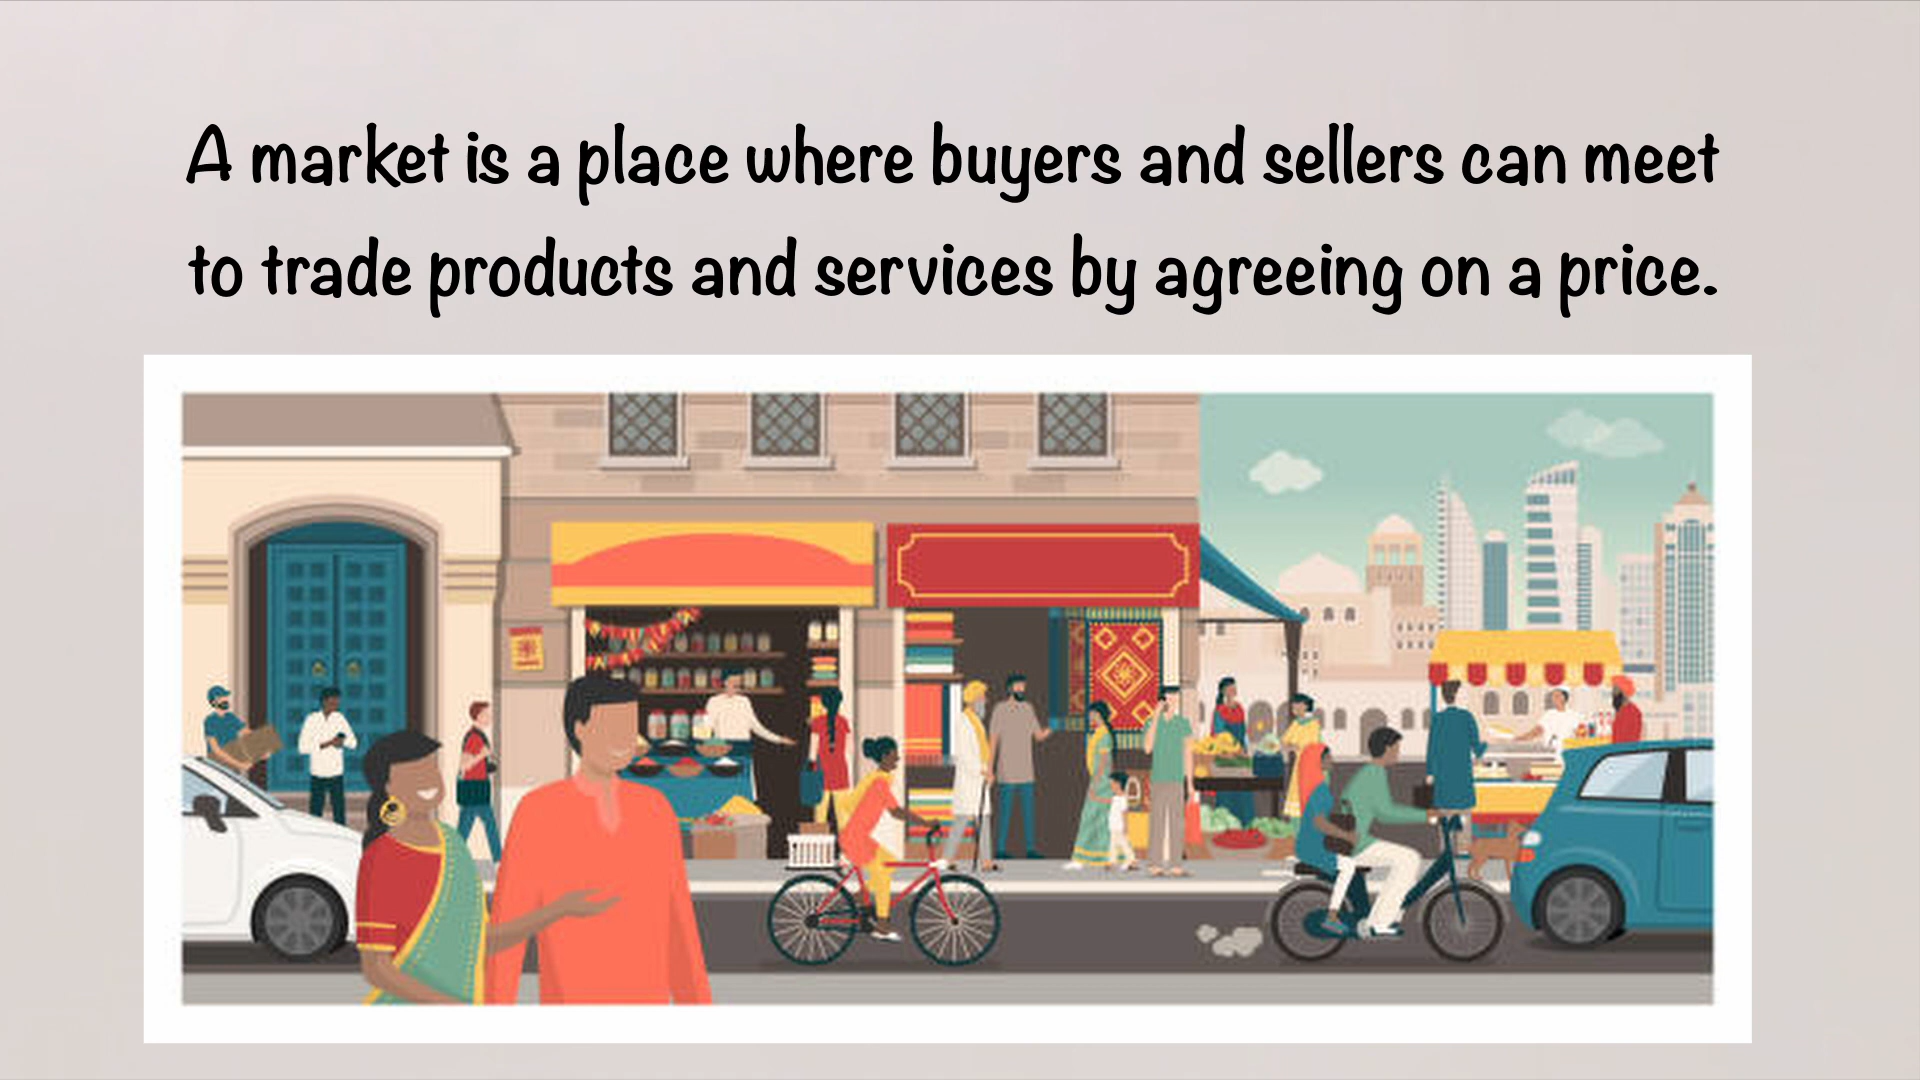 A market is a place where buyers and sellers can meet
to trade products and services by agreeing on a price.